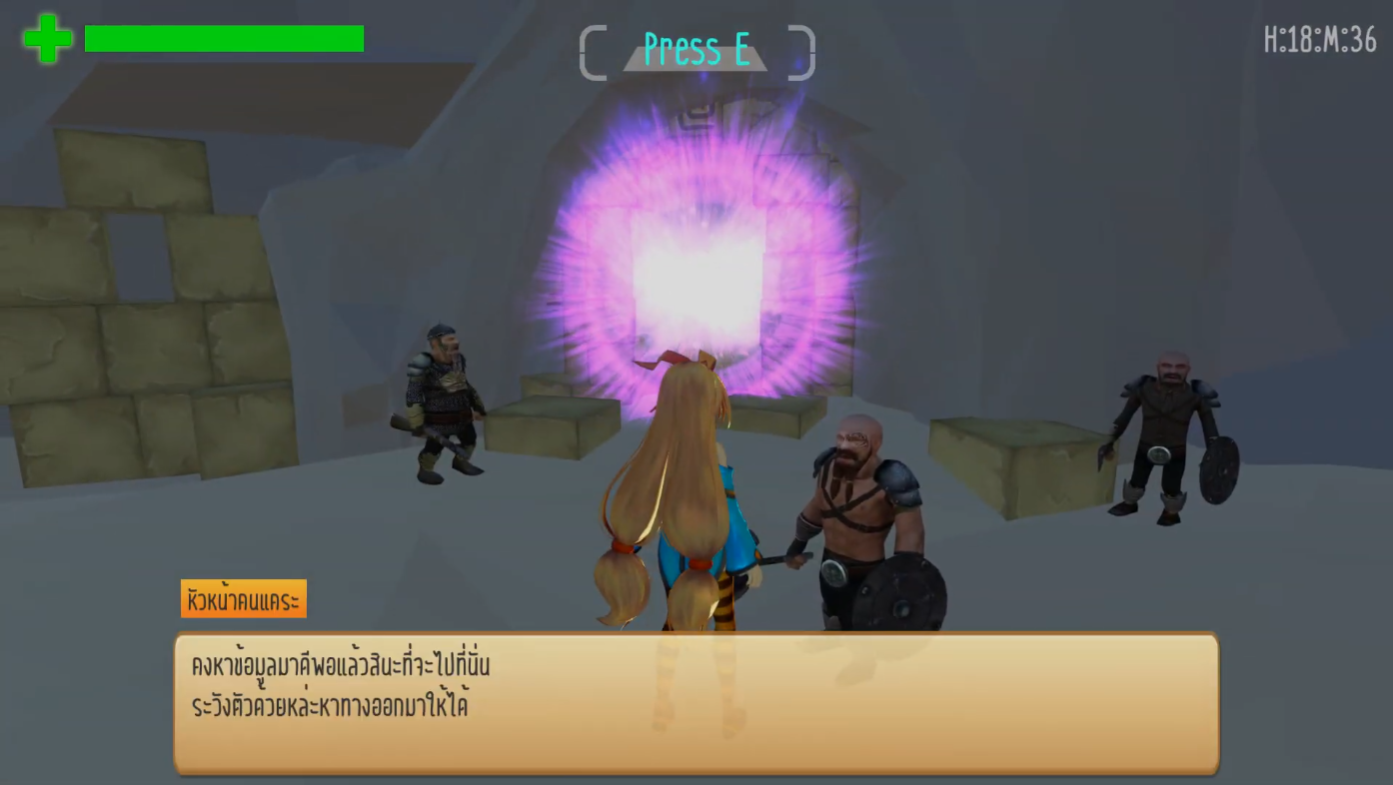 Press E
H:18:M:36
หัวหน้าคนแคระ
คงหาข้อมูลมาดีพอแล้วสินะที่จะไปที่นั่น
ระวังตัวด้วยหล่ะหาทางออกมาให้ได้